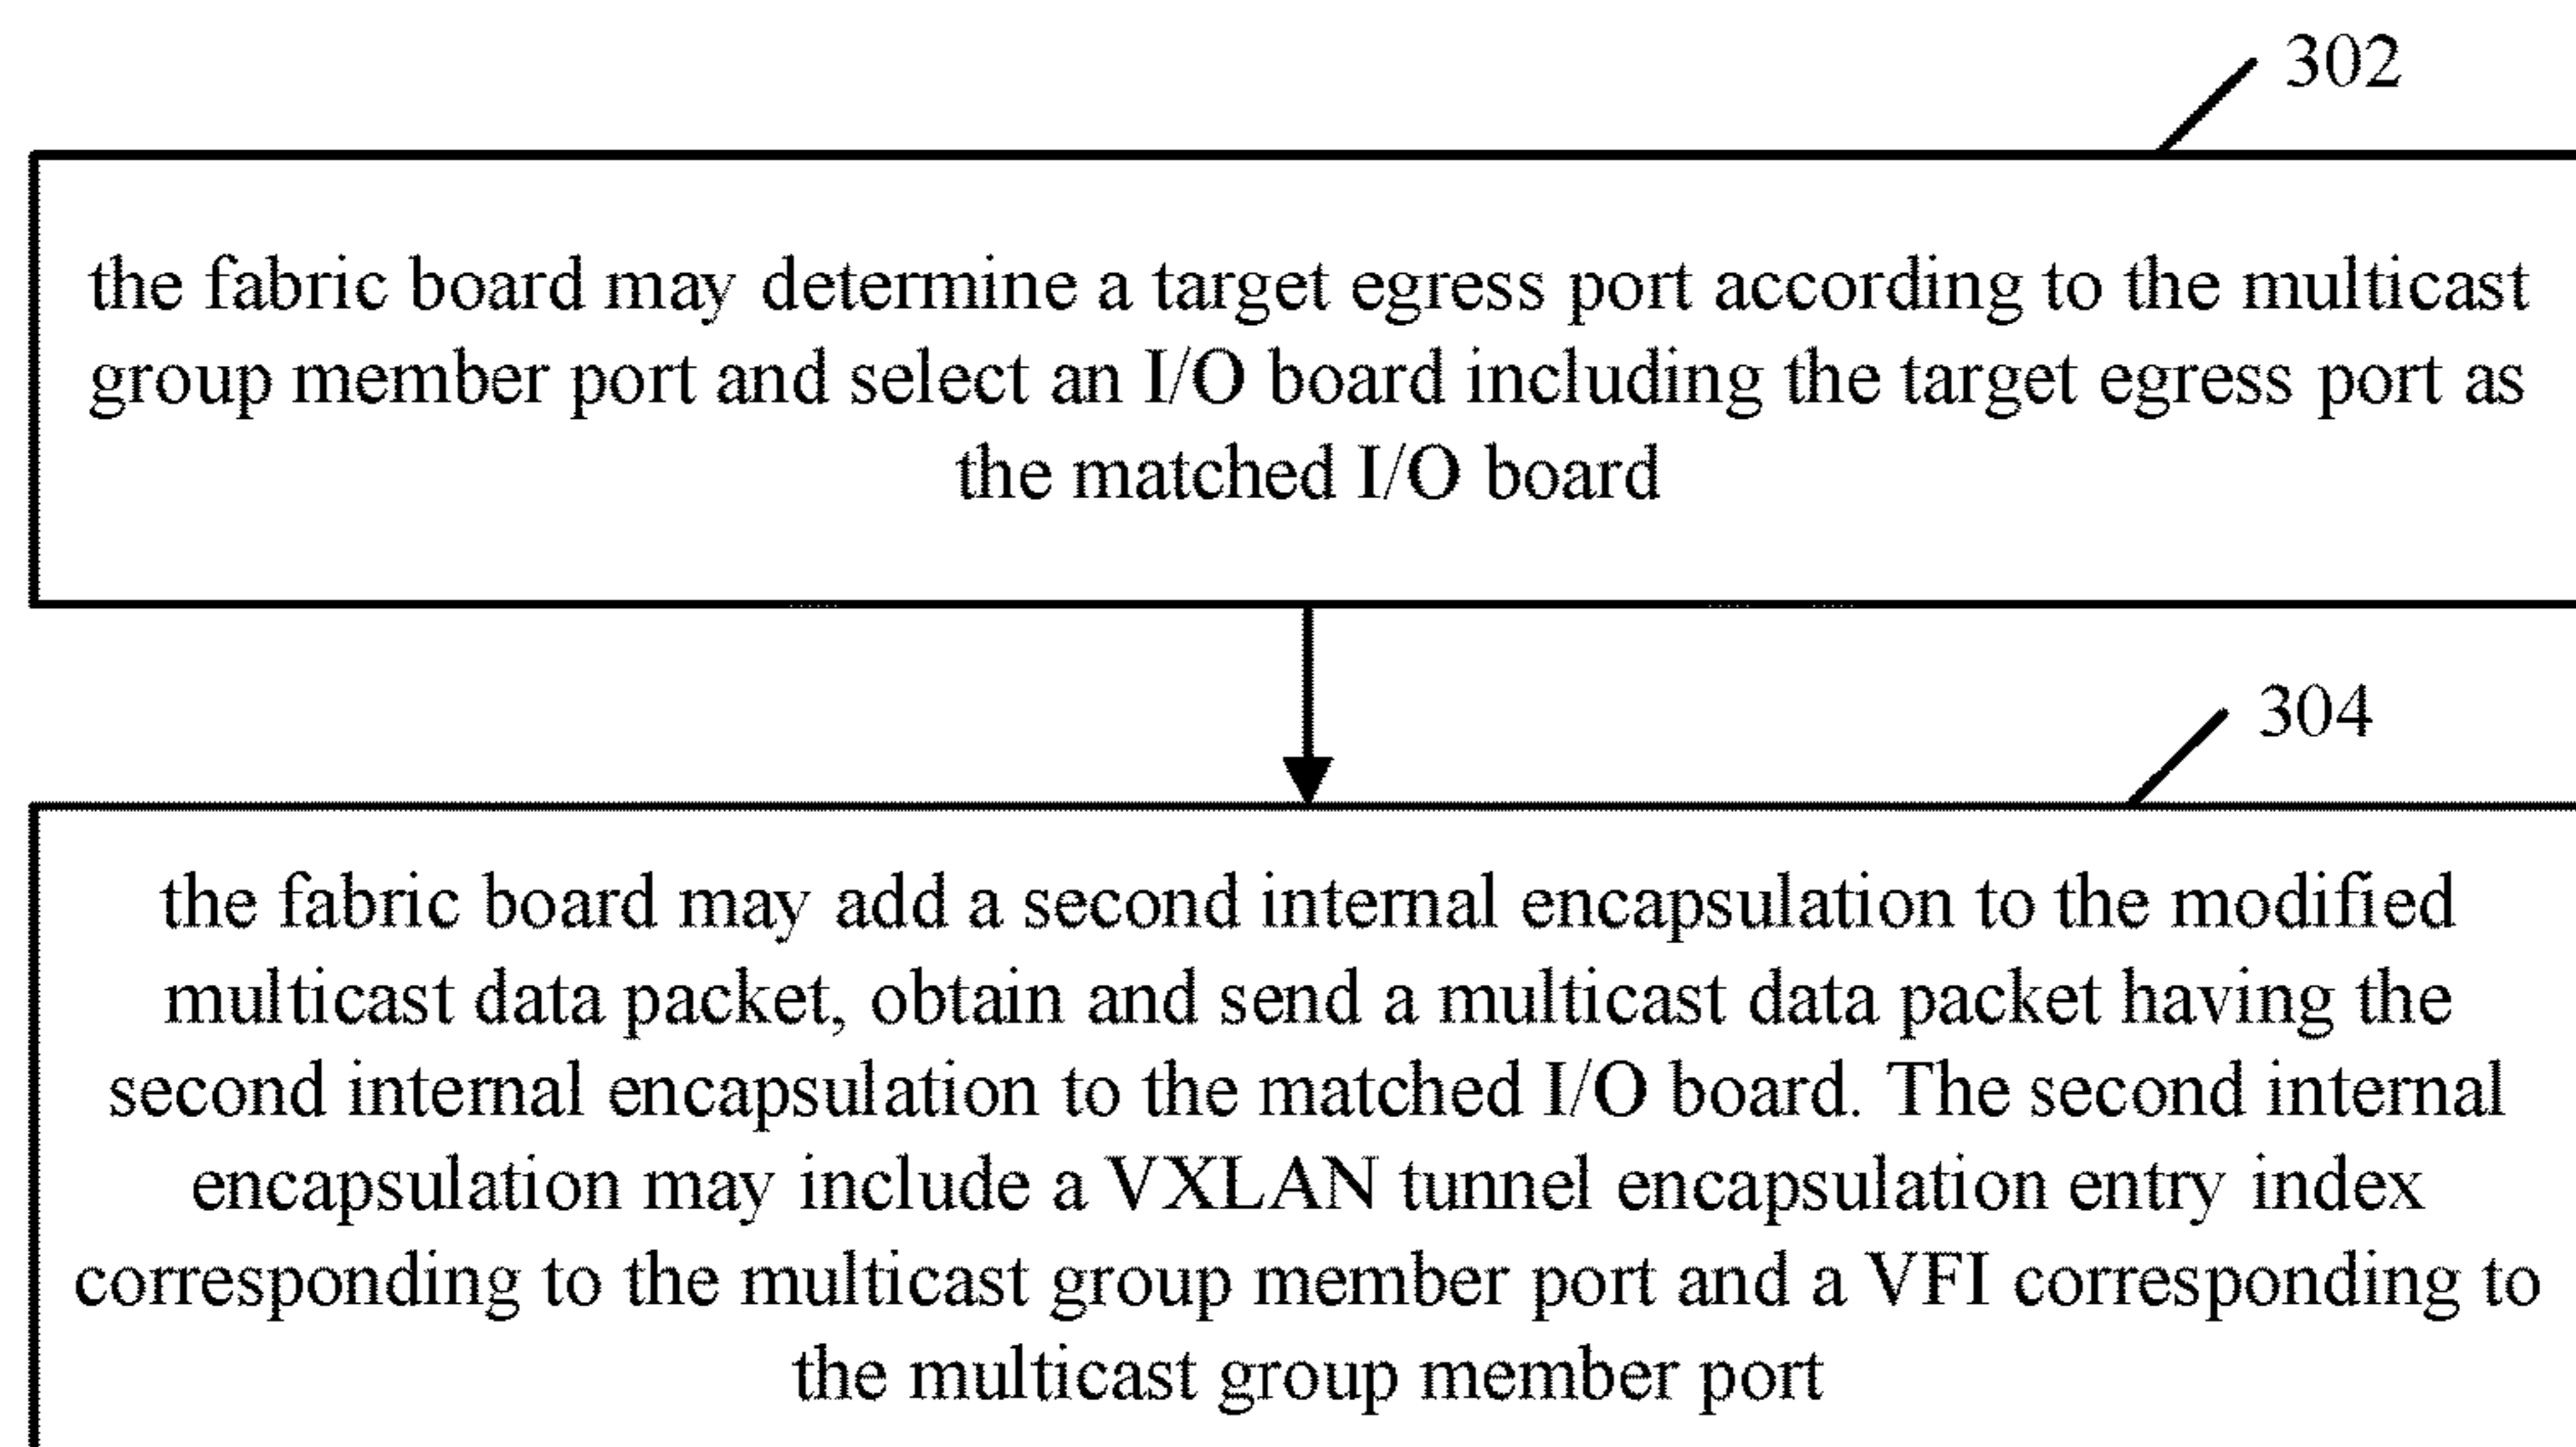 302
the fabric board may determine a target egress port according to the multicast
group member port and select an I/O board including the target egress port as
the matched I/O board
304
the fabric board may add a second internal encapsulation to the modified
multicast data packet, obtain and send a multicast data packet having the
second internal encapsulation to the matched I/O board. The second internal
encapsulation may include a VXLAN tunnel encapsulation entry index
corresponding to the multicast group member port and a VFI corresponding to
the multicast group member port